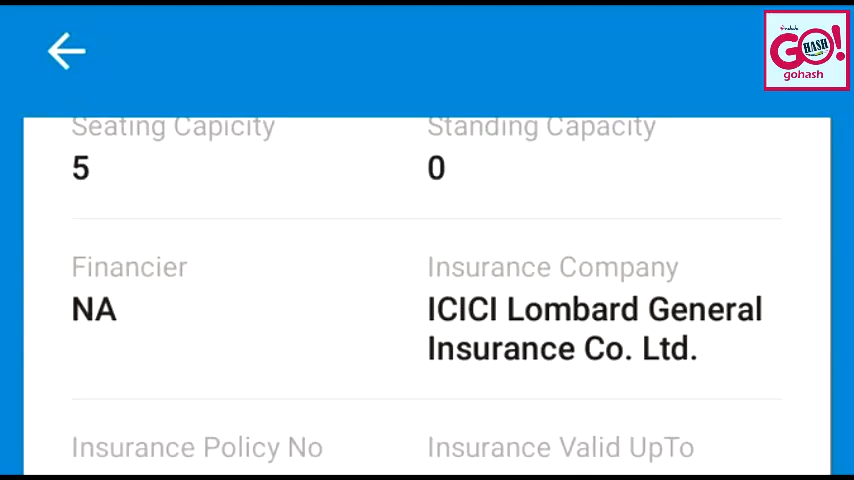 GO!
HASH
gohash
Seating Capicity
Standing Capacity
5
0
Financier
Insurance Company
NA
ICICI Lombard General
Insurance Co. Ltd.
Insurance Policy No
Insurance Valid UpTo